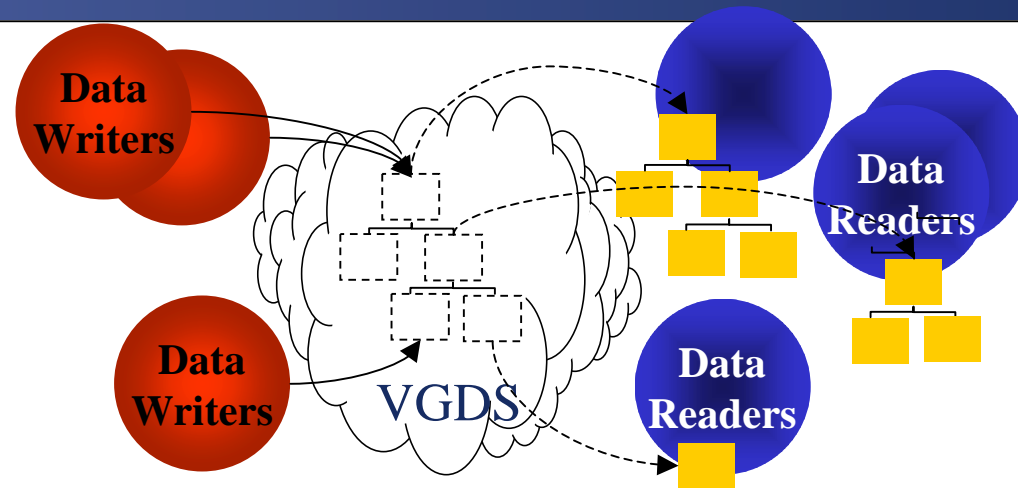 Data
Writers
Data
Readers
Data
Writers
VGDS
Data
Readers